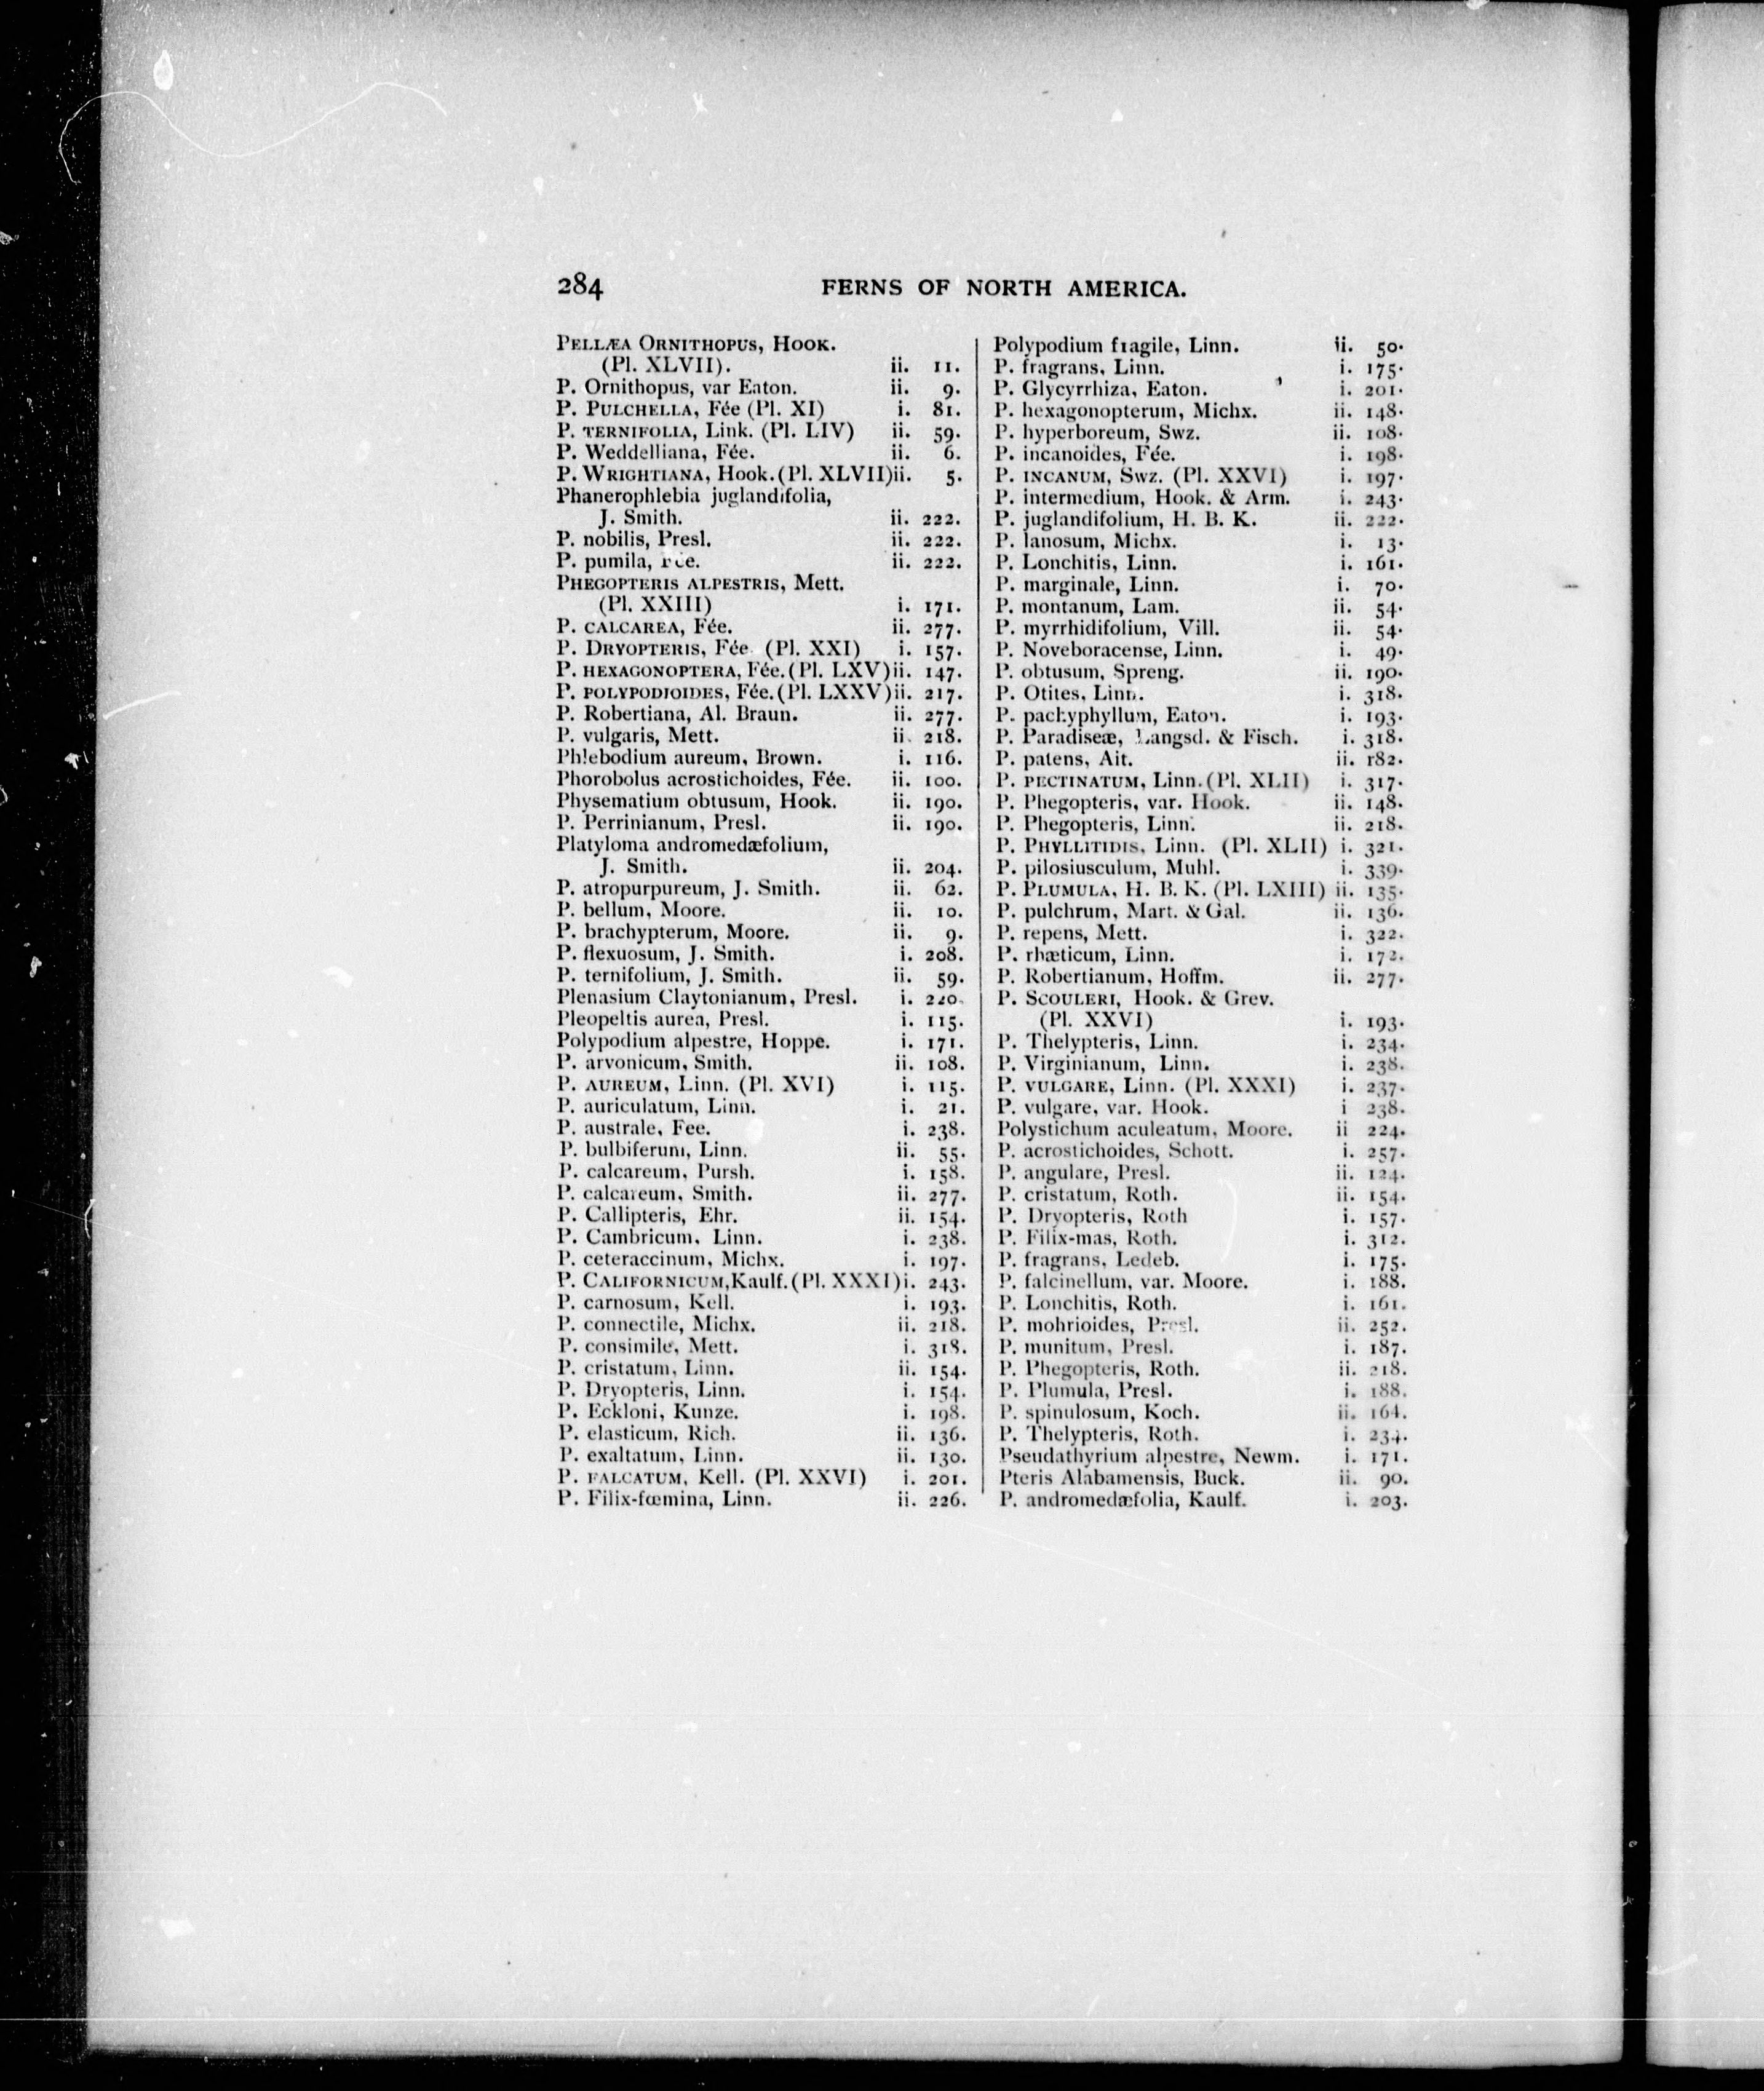 284 FERNS OF NORTH AMERICA.
PELLÆA ORNITHOPUS, HOOK.
(Pl. XLVII). ii. 11.
P. Ornithopus, var Eaton. ii. 9.
P. PULCHELLA, Fée (Pl. XI) i. 81.
P. TERNIFOLIA, Link. (Pl. LIV) ii. 59.
P. Weddelliana, Fée. ii. 6.
P. WRIGHTIANA, Hook. (Pl. XLVII) ii. 5.
Phanerophlebia juglandifolia,
J. Smith. ii. 222.
P. nobilis, Presl. ii. 222.
P. pumila, Fée. ii. 222.
PHEGOPTERIS ALPESTRIS, Mett.
(Pl. XXIII) i. 171.
P. CALCAREA, Fée. ii. 277.
P. DRYOPTERIS, Fée (Pl. XXI) i. 157.
P. HEXAGONOPTERA, Fée. (Pl. LXV) ii. 147.
P. POLYPODIOIDES, Fée. (Pl. LXXV) ii. 217.
P. Robertiana, Al. Braun. ii. 277.
P. vulgaris, Mett. ii. 218.
Phlebodium aureum, Brown. i. 116.
Phorobolus acrostichoides, Fée. ii. 100.
Physematium obtusum, Hook. ii. 190.
P. Perrinianum, Presl. ii. 190.
Platyloma andromedæfolium,
J. Smith. ii. 204.
P. atropurpureum, J. Smith. ii. 62.
P. bellum, Moore. ii. 10.
P. brachypterum, Moore. ii. 9.
P. flexuosum, J. Smith. i. 208.
P. ternifolium, J. Smith. ii. 59.
Plenasium Claytonianum, Presl. i. 220.
Pleopeltis aurea, Presl. i. 115.
Polypodium alpestre, Hoppe. i. 171.
P. arvonicum, Smith. ii. 108.
P. AUREUM, Linn. (Pl. XVI) i. 115.
P. auriculatum, Linn. i. 21.
P. australe, Fee. i. 238.
P. bulbiferum, Linn. ii. 55.
P. calcareum, Pursh. i. 158.
P. calcareum, Smith. ii. 277.
P. Callipteris, Ehr. ii. 154.
P. Cambricum, Linn. i. 238.
P. ceteraccinum, Michx. i. 197.
P. CALIFORNICUM, Kaulf. (Pl. XXXI) i. 243.
P. carnosum, Kell. i. 193.
P. connectile, Michx. ii. 218.
P. consimile, Mett. i. 318.
P. cristatum, Linn. ii. 154.
P. Dryopteris, Linn. i. 154.
P. Eckloni, Kunze. i. 198.
P. elasticum, Rich. ii. 136.
P. exaltatum, Linn. ii. 130.
P. FALCATUM, Kell. (Pl. XXVI) i. 201.
P. Filix-fœmina, Linn. ii. 226.
Polypodium fragile, Linn. ii. 50.
P. fragrans, Linn. i. 175.
P. Glycyrrhiza, Eaton. i. 201.
P. hexagonopterum, Michx. ii. 148.
P. hyperboreum, Swz. ii. 108.
P. incanoides, Fée. i. 198.
P. INCANUM, Swz. (Pl. XXVI) i. 197.
P. intermedium, Hook. & Arm. i. 243.
P. juglandifolium, H. B. K. ii. 222.
P. lanosum, Michx. i. 13.
P. Lonchitis, Linn. i. 161.
P. marginale, Linn. i. 70.
P. montanum, Lam. ii. 54.
P. myrrhidifolium, Vill. ii. 54.
P. Noveboracense, Linn. i. 49.
P. obtusum, Spreng. ii. 190.
P. Otites, Linn. i. 318.
P. pachyphyllum, Eaton. i. 193.
P. Paradiseæ, Langsd. & Fisch. i. 318.
P. patens, Ait. ii. 182.
P. PECTINATUM, Linn. (Pl. XLII) i. 317.
P. Phegopteris, var. Hook. ii. 148.
P. Phegopteris, Linn. ii. 218.
P. PHYLLITIDIS, Linn. (Pl. XLII) i. 321.
P. pilosiusculum, Muhl. i. 339.
P. PLUMULA, H. B. K. (Pl. LXIII) ii. 135.
P. pulchrum, Mart. & Gal. ii. 136.
P. repens, Mett. i. 322.
P. rhæticum, Linn. i. 172.
P. Robertianum, Hoffm. ii. 277.
P. SCOULERI, Hook. & Grev.
(Pl. XXVI) i. 193.
P. Thelypteris, Linn. i. 234.
P. Virginianum, Linn. i. 238.
P. VULGARE, Linn. (Pl. XXXI) i. 237.
P. vulgare, var. Hook. i 238.
Polystichum aculeatum, Moore. ii 224.
P. acrostichoides, Schott. i. 257.
P. angulare, Presl. ii. 124.
P. cristatum, Roth. ii. 154.
P. Dryopteris, Roth i. 157.
P. Filix-mas, Roth. i. 312.
P. fragrans, Ledeb. i. 175.
P. falcinellum, var. Moore. i. 188.
P. Lonchitis, Roth. i. 161.
P. mohrioides, Presl. ii. 252.
P. munitum, Presl. i. 187.
P. Phegopteris, Roth. ii. 218.
P. Plumula, Presl. i. 188.
P. spinulosum, Koch. ii. 164.
P. Thelypteris, Roth. i. 234.
Pseudathyrium alpestre, Newm. i. 171.
Pteris Alabamensis, Buck. ii. 90.
P. andromedæfolia, Kaulf. i. 203.